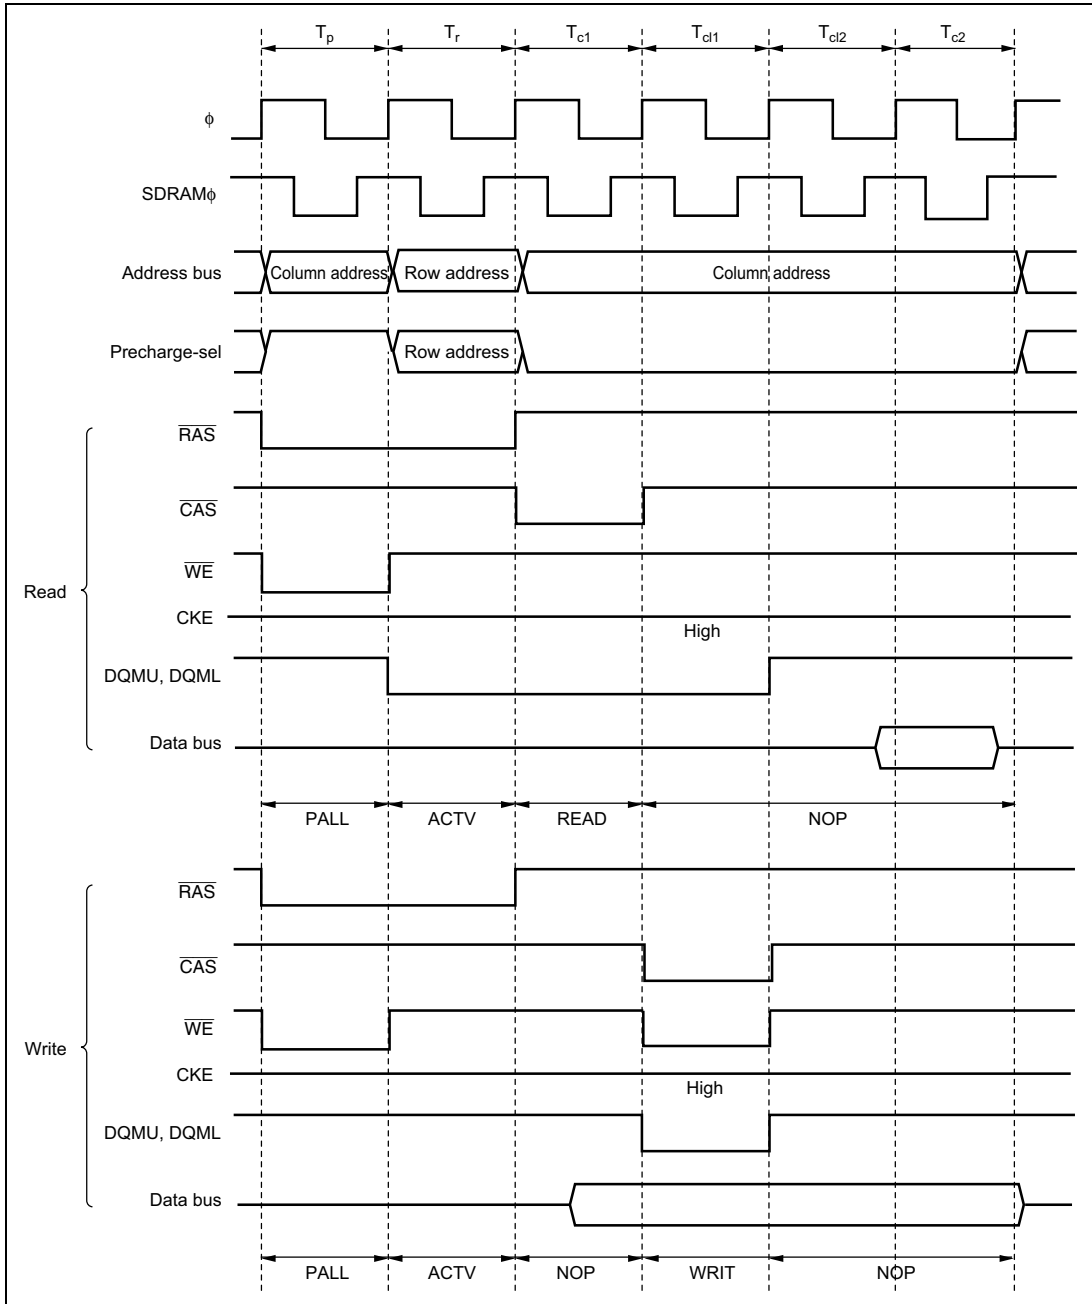 Tp Tr Tc1 Tcl1 Tcl2 Tc2
ϕ
SDRAMϕ
Address bus Column address Row address Column address
Precharge-sel Row address
RAS
CAS
WE
Read
CKE High
DQMU, DQML
Data bus
PALL ACTV READ NOP
RAS
CAS
WE
Write
CKE High
DQMU, DQML
Data bus
PALL ACTV NOP WRIT NOP